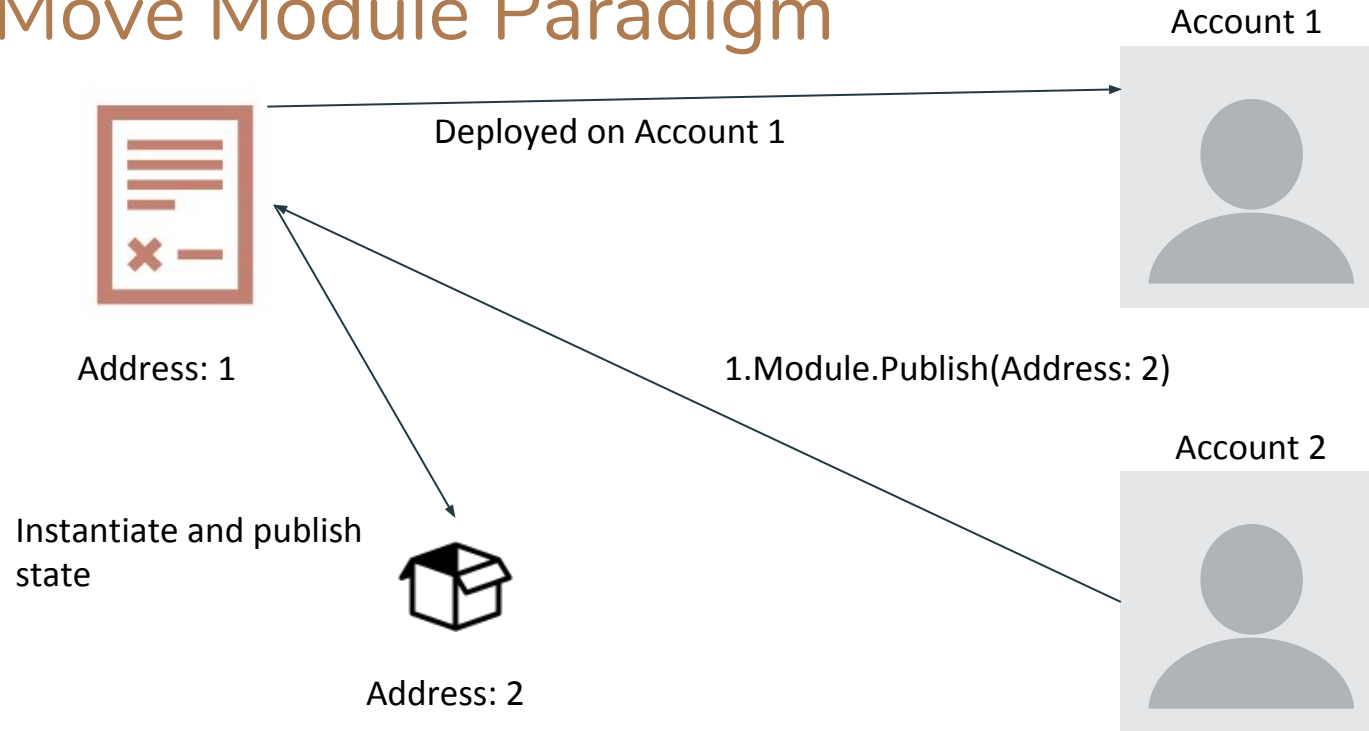 Move Module Paradigm
Account 1
Deployed on Account 1
Address: 1
1.Module.Publish(Address: 2)
Account 2
Instantiate and publish
state
Address: 2